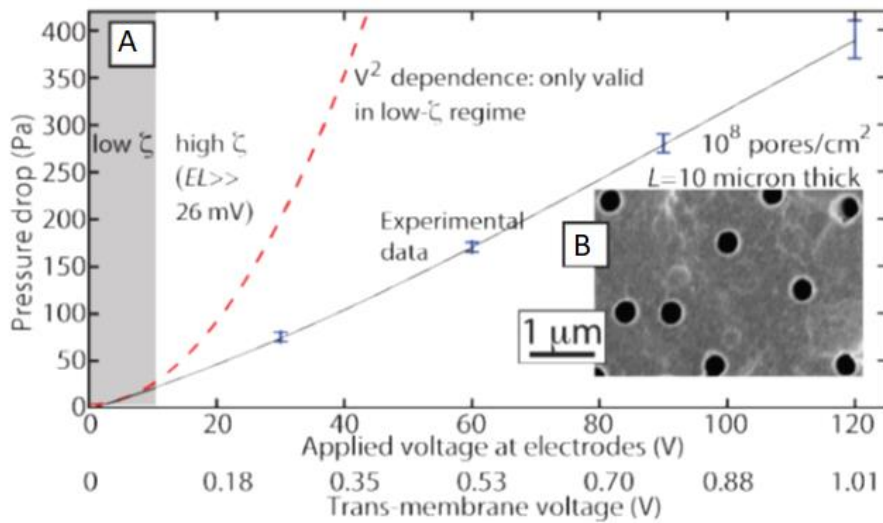 A
400
350
300
250
200
150
100
50
0
Pressure drop (Pa)
low ζ
high ζ
(EL>>
26 mV)
V² dependence: only valid
in low-ζ regime
Experimental
data
10⁸ pores/cm²
L=10 micron thick
B
1 μm
0 20 40 60 80 100 120
Applied voltage at electrodes (V)
0 0.18 0.35 0.53 0.70 0.88 1.01
Trans-membrane voltage (V)